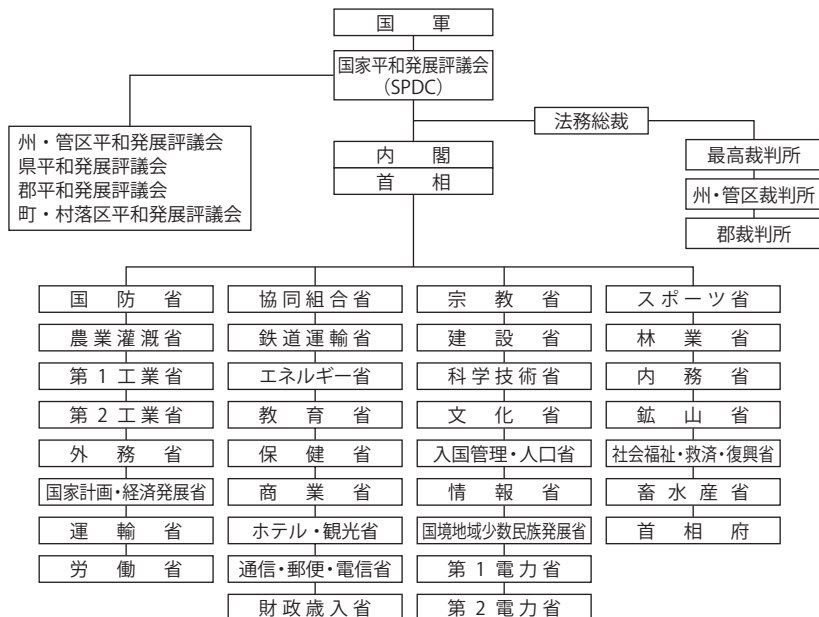 国軍
国家平和発展評議会
（SPDC）
法務総裁
州・管区平和発展評議会
県平和発展評議会
郡平和発展評議会
町・村落区平和発展評議会
内閣
首相
最高裁判所
州・管区裁判所
郡裁判所
国防省
農業灌漑省
第1工業省
第2工業省
外務省
国家計画・経済発展省
運輸省
労働省
協同組合省
鉄道運輸省
エネルギー省
教育省
保健省
商業省
ホテル・観光省
通信・郵便・電信省
財政歳入省
宗教省
建設省
科学技術省
文化省
入国管理・人口省
情報省
国境地域少数民族発展省
第1電力省
第2電力省
スポーツ省
林業省
内務省
鉱山省
社会福祉・救済・復興省
畜水産省
首相府